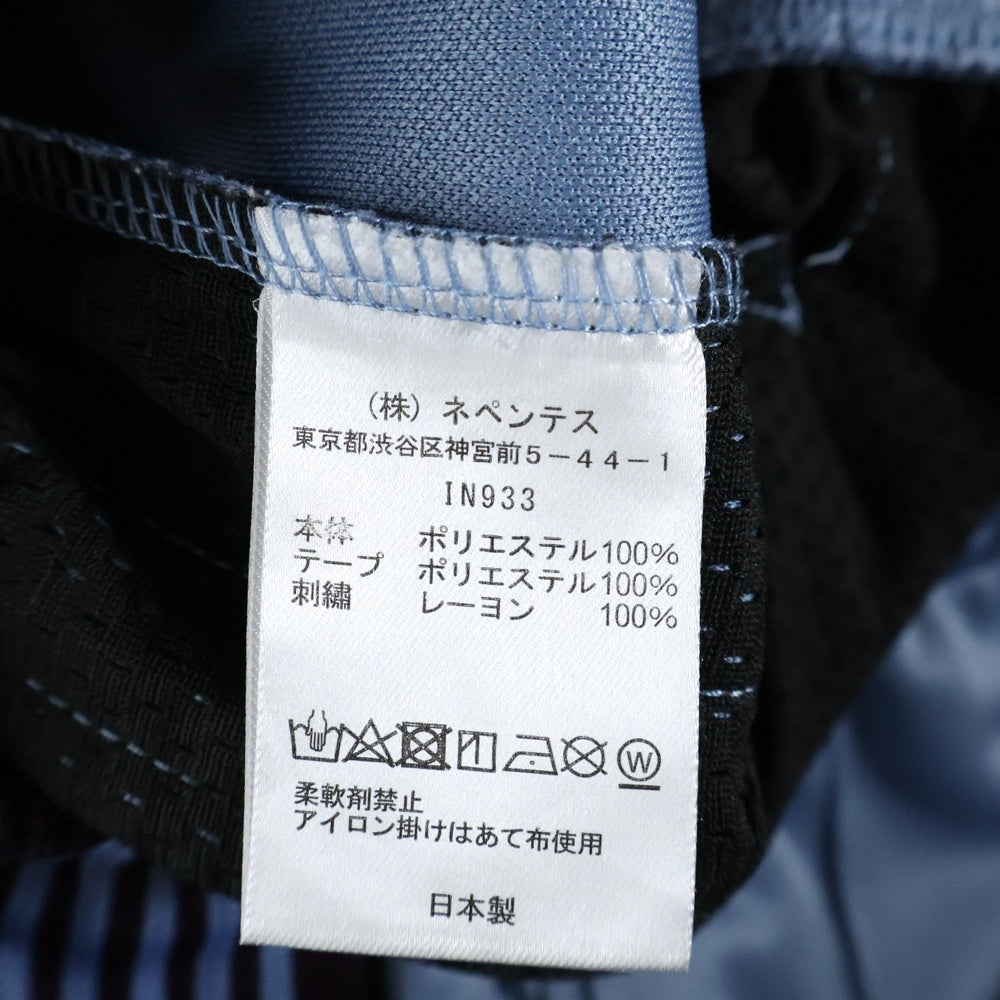 （株）ネペンテス
東京都渋谷区神宮前５－４４－１
IN933
本体 ポリエステル100%
テープ ポリエステル100%
刺繍 レーヨン 100%
W
柔軟剤禁止
アイロン掛けはあて布使用
日本製